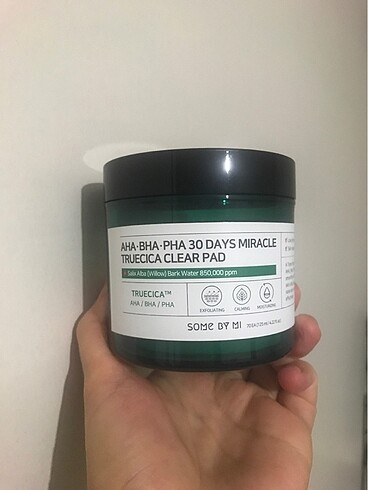 AHA·BHA·PHA 30 DAYS MIRACLE
TRUECICA CLEAR PAD
Salix Alba (Willow) Bark Water 850,000 ppm
TRUECICA™
AHA / BHA / PHA
EXFOLIATING
CALMING
MOISTURIZING
SOME BY MI